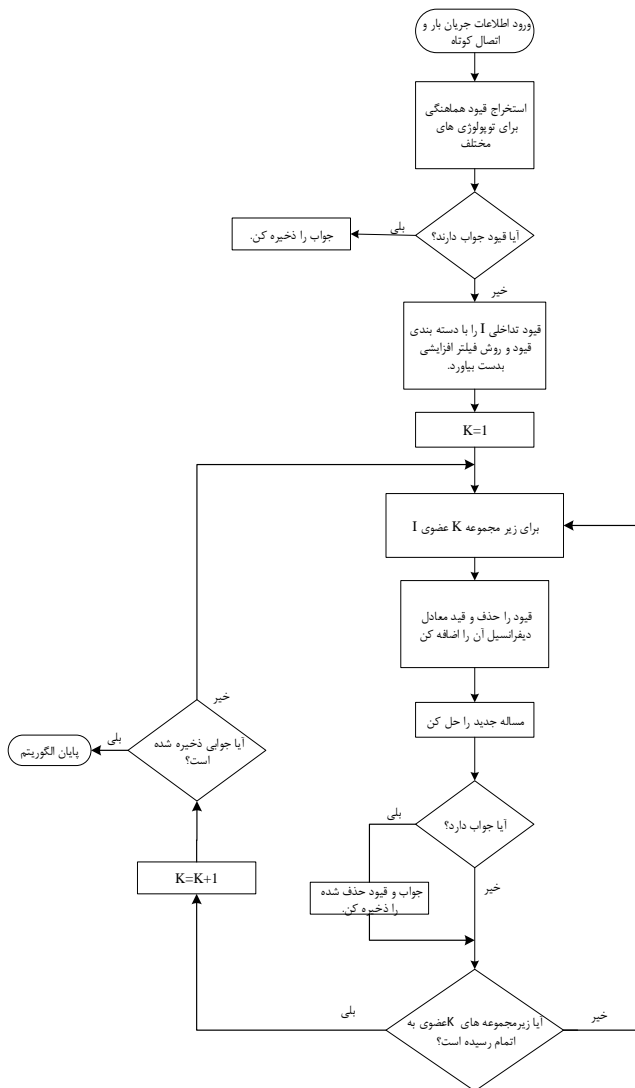 ورود اطلاعات جریان بار و
اتصال کوتاه
استخراج قیود هماهنگی
برای توپولوژی های
مختلف
آیا قیود جواب دارند؟
بلی
جواب را ذخیره کن.
خیر
قیود تداخلی I را با دسته بندی
قیود و روش فیلتر افزایشی
بدست بیاورد.
K=1
برای زیر مجموعه K عضوی I
قیود را حذف و قید معادل
دیفرانسیل آن را اضافه کن
مساله جدید را حل کن
آیا جواب دارد؟
بلی
خیر
جواب و قیود حذف شده
را ذخیره کن.
آیا زیرمجموعه های Kعضوی به
اتمام رسیده است؟
خیر
بلی
K=K+1
آیا جوابی ذخیره شده
است؟
خیر
بلی
پایان الگوریتم